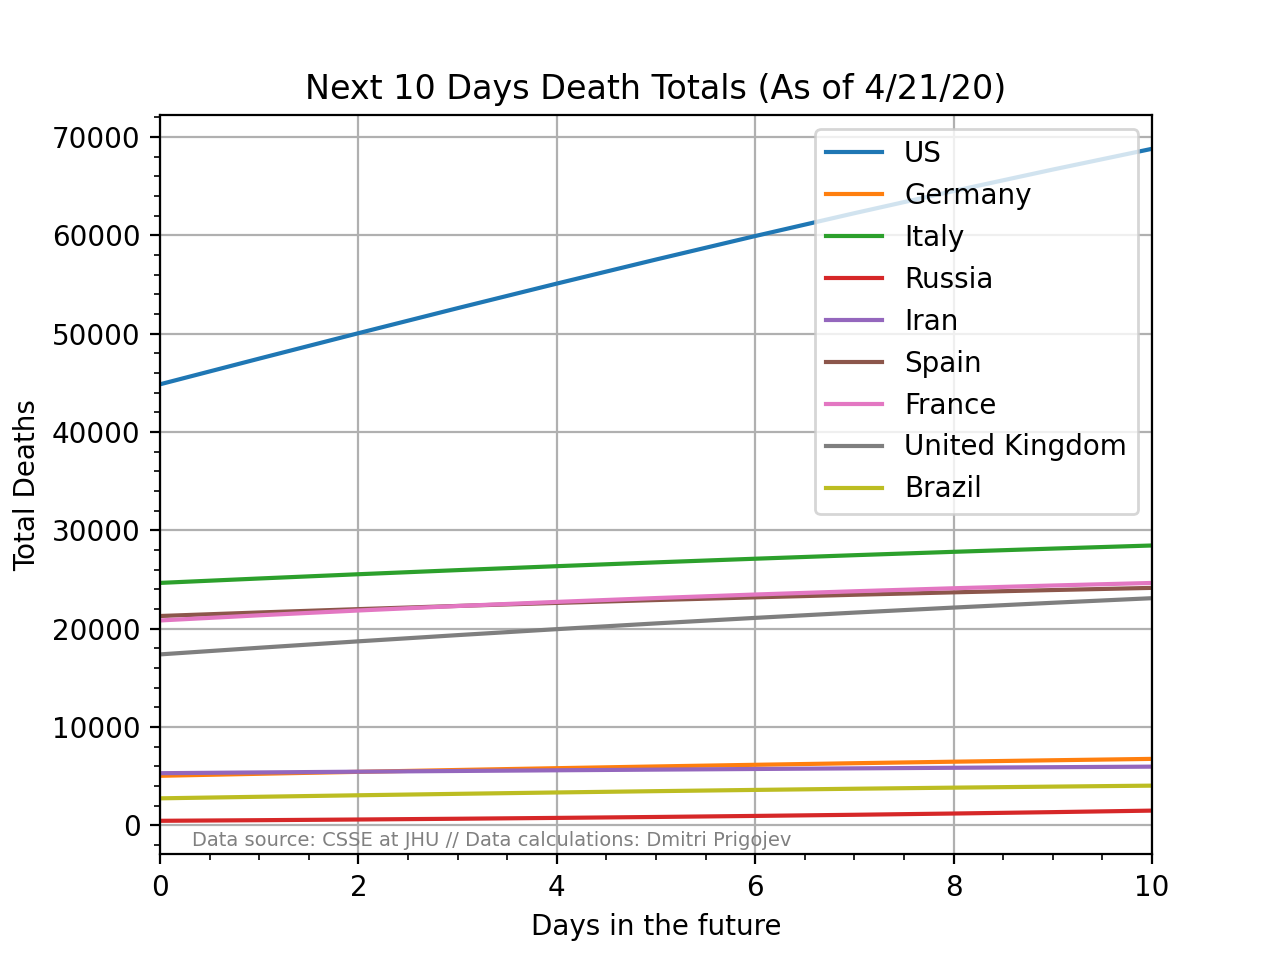 Next 10 Days Death Totals (As of 4/21/20)
70000
60000
50000
40000
30000
20000
10000
0
Total Deaths
US
Germany
Italy
Russia
Iran
Spain
France
United Kingdom
Brazil
Data source: CSSE at JHU // Data calculations: Dmitri Prigojev
0 2 4 6 8 10
Days in the future